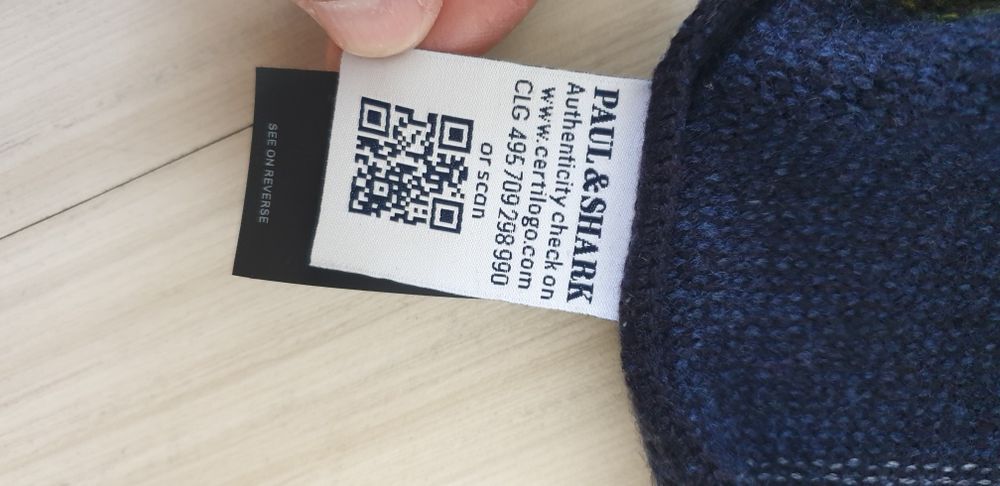 PAUL & SHARK
Authenticity check on
www.certilogo.com
CLG 495 709 298 990
or scan
SEE ON REVERSE